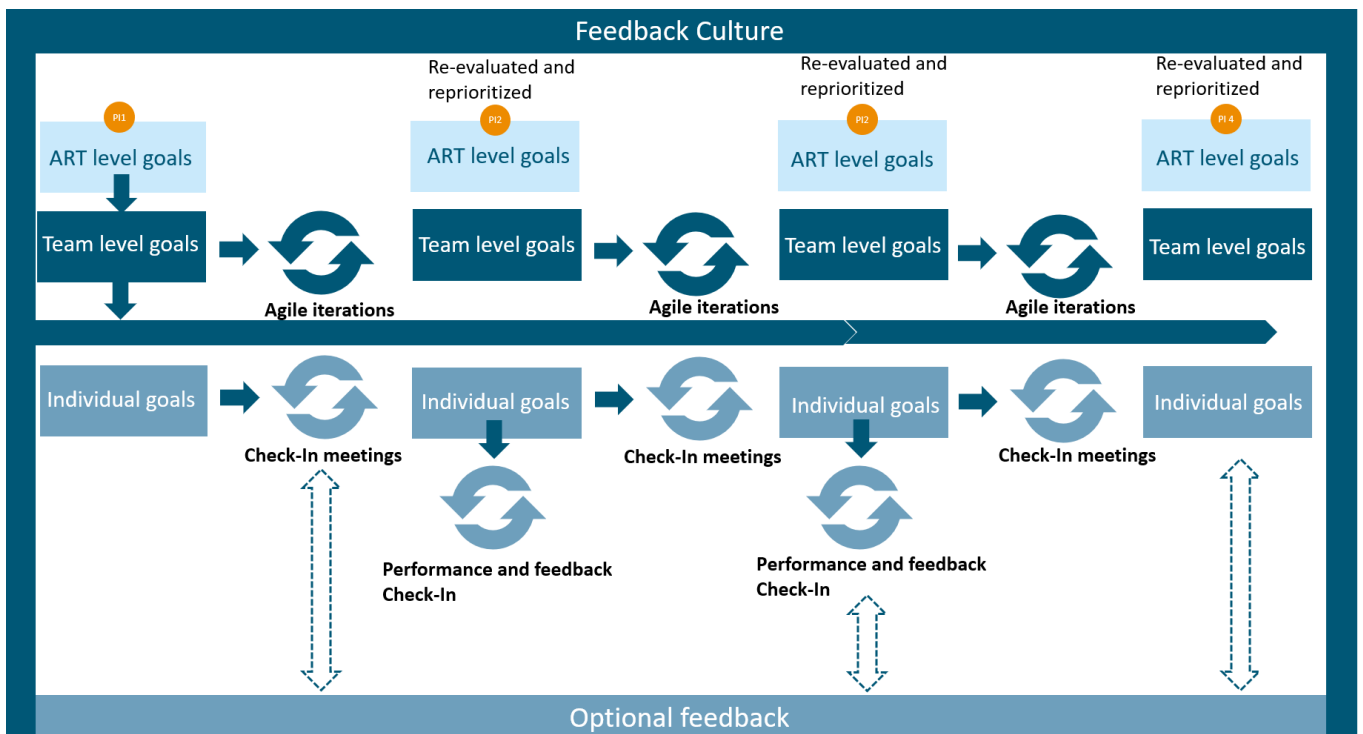 Feedback Culture
Re-evaluated and
reprioritized
Re-evaluated and
reprioritized
Re-evaluated and
reprioritized
PI1
PI2
PI2
PI 4
ART level goals
ART level goals
ART level goals
ART level goals
Team level goals
Team level goals
Team level goals
Team level goals
Agile iterations
Agile iterations
Agile iterations
Individual goals
Individual goals
Individual goals
Individual goals
Check-In meetings
Check-In meetings
Check-In meetings
Performance and feedback
Check-In
Performance and feedback
Check-In
Optional feedback